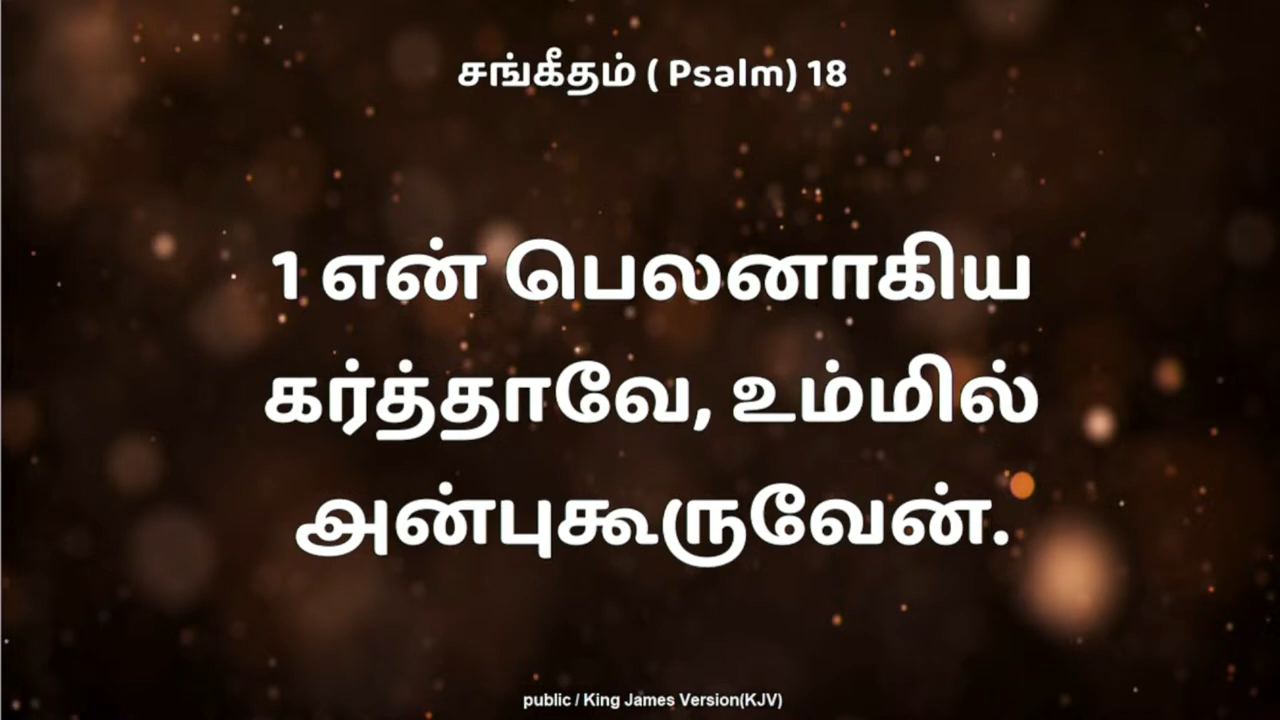 சங்கீதம் ( Psalm) 18
1 என் பெலனாகிய
கர்த்தாவே, உம்மில்
அன்புகூருவேன்.
public / King James Version(KJV)